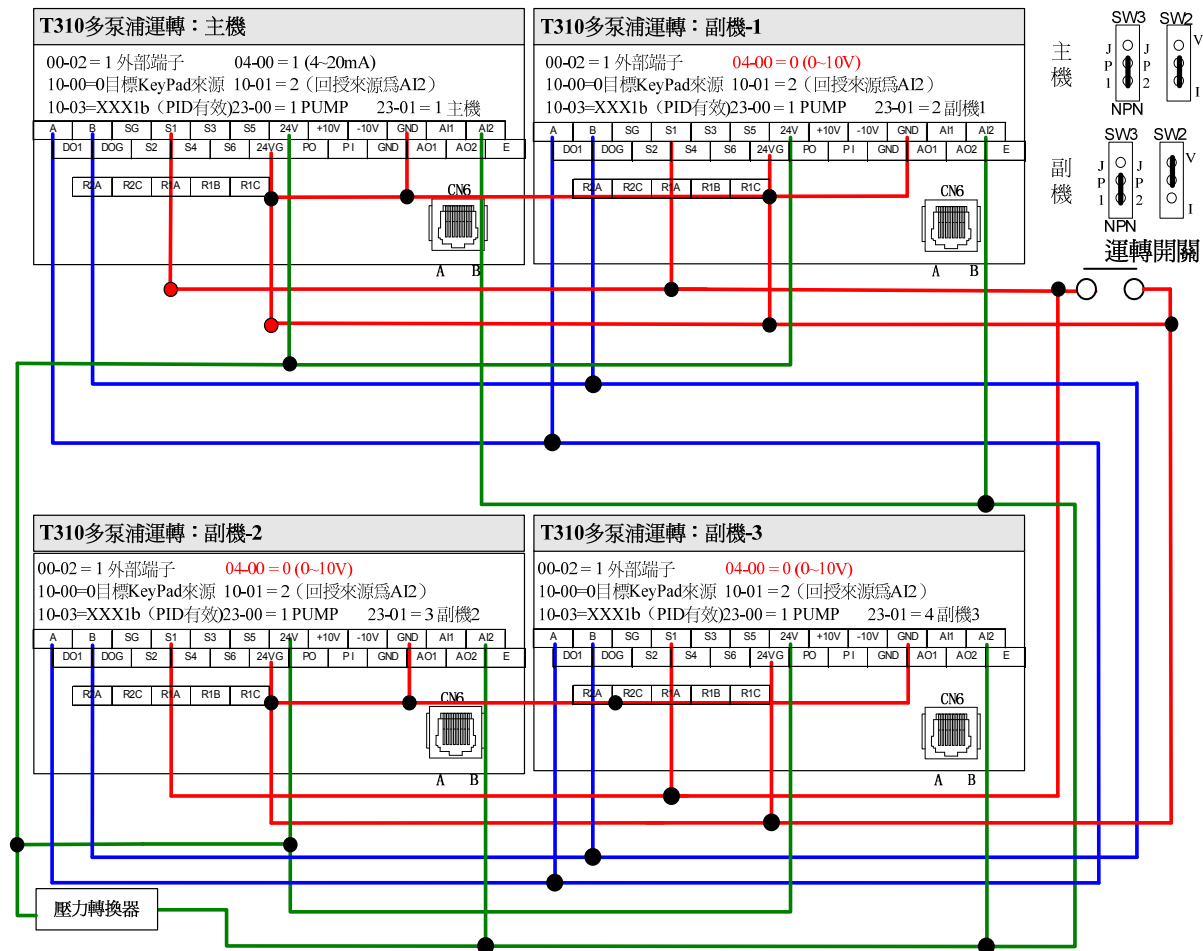 T310多泵浦運轉：主機
00-02 = 1 外部端子 04-00 = 1 (4~20mA)
10-00=0目標KeyPad來源 10-01 = 2（回授來源爲AI2）
10-03=XXX1b（PID有效)23-00 = 1 PUMP 23-01 = 1 主機
A B SG S1 S3 S5 24V +10V -10V GND AI1 AI2
DO1 DOG S2 S4 S6 24VG PO PI GND AO1 AO2 E
R2A R2C R1A R1B R1C
CN6
A B
T310多泵浦運轉：副機-1
00-02 = 1 外部端子 04-00 = 0 (0~10V)
10-00=0目標KeyPad來源 10-01 = 2（回授來源爲AI2）
10-03=XXX1b（PID有效)23-00 = 1 PUMP 23-01 = 2 副機1
A B SG S1 S3 S5 24V +10V -10V GND AI1 AI2
DO1 DOG S2 S4 S6 24VG PO PI GND AO1 AO2 E
R2A R2C R1A R1B R1C
CN6
A B
主機
SW3 SW2
JP1 JP2 V I
NPN
副機
SW3 SW2
JP1 JP2 V I
NPN
運轉開關
T310多泵浦運轉：副機-2
00-02 = 1 外部端子 04-00 = 0 (0~10V)
10-00=0目標KeyPad來源 10-01 = 2（回授來源爲AI2）
10-03=XXX1b（PID有效)23-00 = 1 PUMP 23-01 = 3 副機2
A B SG S1 S3 S5 24V +10V -10V GND AI1 AI2
DO1 DOG S2 S4 S6 24VG PO PI GND AO1 AO2 E
R2A R2C R1A R1B R1C
CN6
A B
T310多泵浦運轉：副機-3
00-02 = 1 外部端子 04-00 = 0 (0~10V)
10-00=0目標KeyPad來源 10-01 = 2（回授來源爲AI2）
10-03=XXX1b（PID有效)23-00 = 1 PUMP 23-01 = 4 副機3
A B SG S1 S3 S5 24V +10V -10V GND AI1 AI2
DO1 DOG S2 S4 S6 24VG PO PI GND AO1 AO2 E
R2A R2C R1A R1B R1C
CN6
A B
壓力轉換器